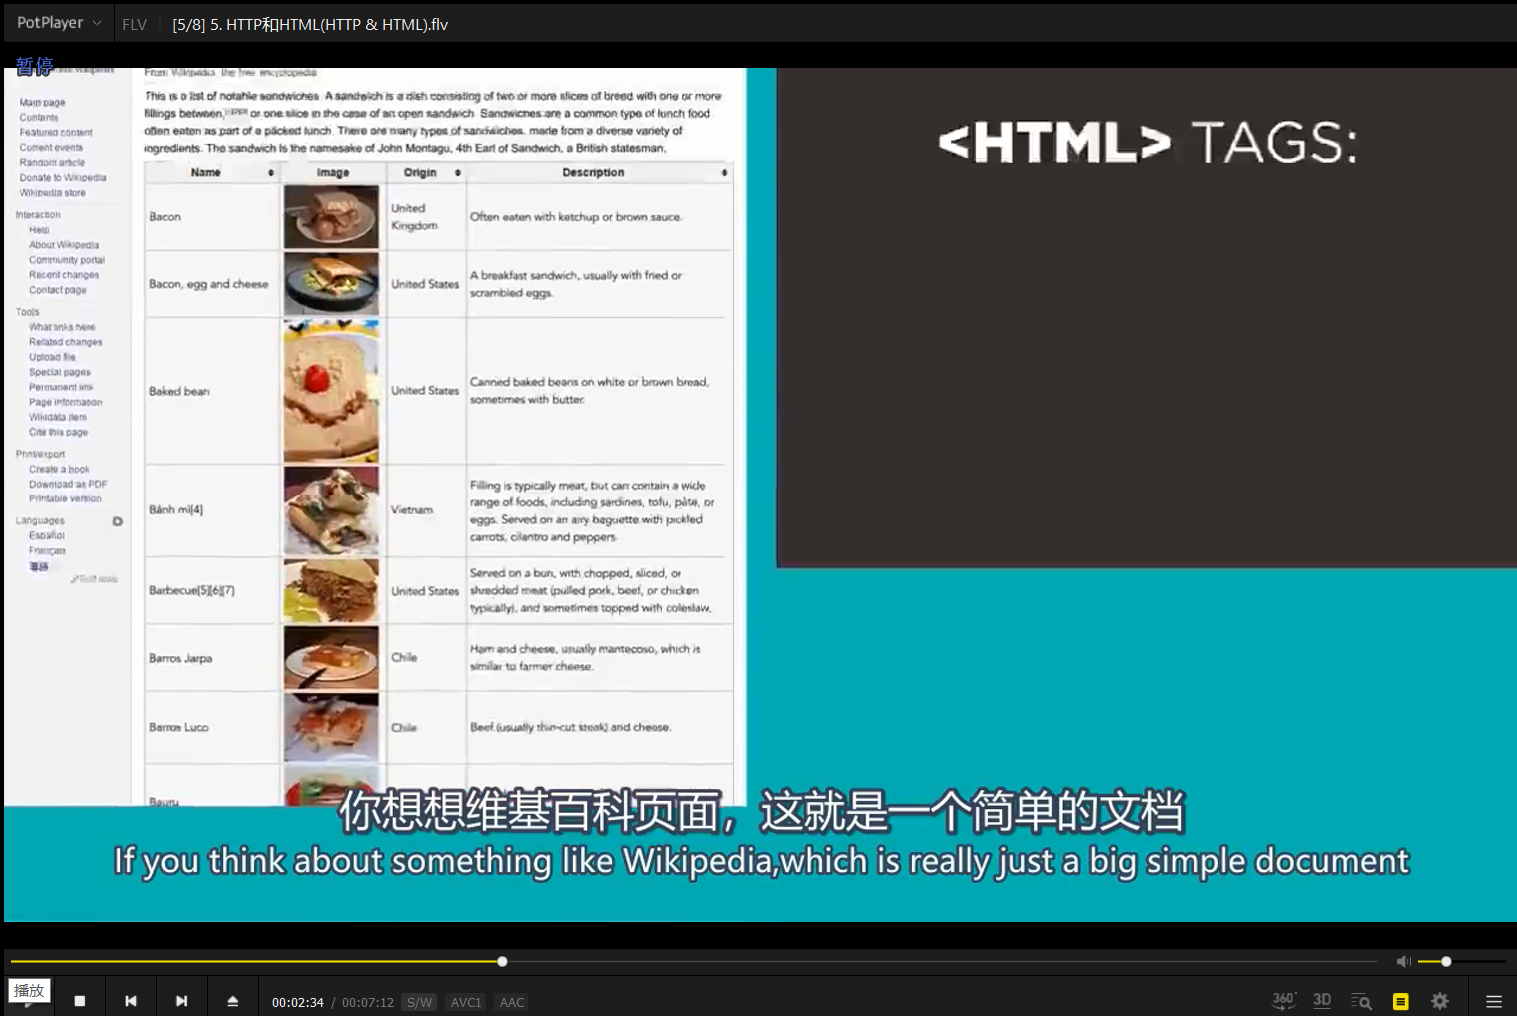 PotPlayer
FLV
[5/8] 5. HTTP和HTML(HTTP & HTML).flv
暂停
From Wikipedia, the free encyclopedia
This is a list of notable sandwiches. A sandwich is a dish consisting of two or more slices of bread with one or more
fillings between, or one slice in the case of an open sandwich. Sandwiches are a common type of lunch food
often eaten as part of a packed lunch. There are many types of sandwiches, made from a diverse variety of
ingredients. The sandwich is the namesake of John Montagu, 4th Earl of Sandwich, a British statesman.
Main page
Contents
Featured content
Current events
Random article
Donate to Wikipedia
Wikipedia store
Interaction
Help
About Wikipedia
Community portal
Recent changes
Contact page
Tools
What links here
Related changes
Upload file
Special pages
Permanent link
Page information
Wikidata item
Cite this page
Print/export
Create a book
Download as PDF
Printable version
Languages
Español
Français
Edit links
Name Image Origin Description
Bacon
United
Kingdom
Often eaten with ketchup or brown sauce.
Bacon, egg and cheese
United States
A breakfast sandwich, usually with fried or
scrambled eggs.
Baked bean
United States
Canned baked beans on white or brown bread,
sometimes with butter.
Bánh mì[4]
Vietnam
Filling is typically meat, but can contain a wide
range of foods, including sardines, tofu, pâté, or
eggs. Served on an airy baguette with pickled
carrots, cilantro and peppers.
Barbecue[5][6][7]
United States
Served on a bun, with chopped, sliced, or
shredded meat (pulled pork, beef, or chicken
typically), and sometimes topped with coleslaw.
Barros Jarpa
Chile
Ham and cheese, usually mantecoso, which is
similar to farmer cheese.
Barros Luco
Chile
Beef (usually thin-cut steak) and cheese.
Bauru
<HTML> TAGS:
你想想维基百科页面，这就是一个简单的文档
If you think about something like Wikipedia,which is really just a big simple document
播放
00:02:34 / 00:07:12 S/W AVC1 AAC
360° 3D